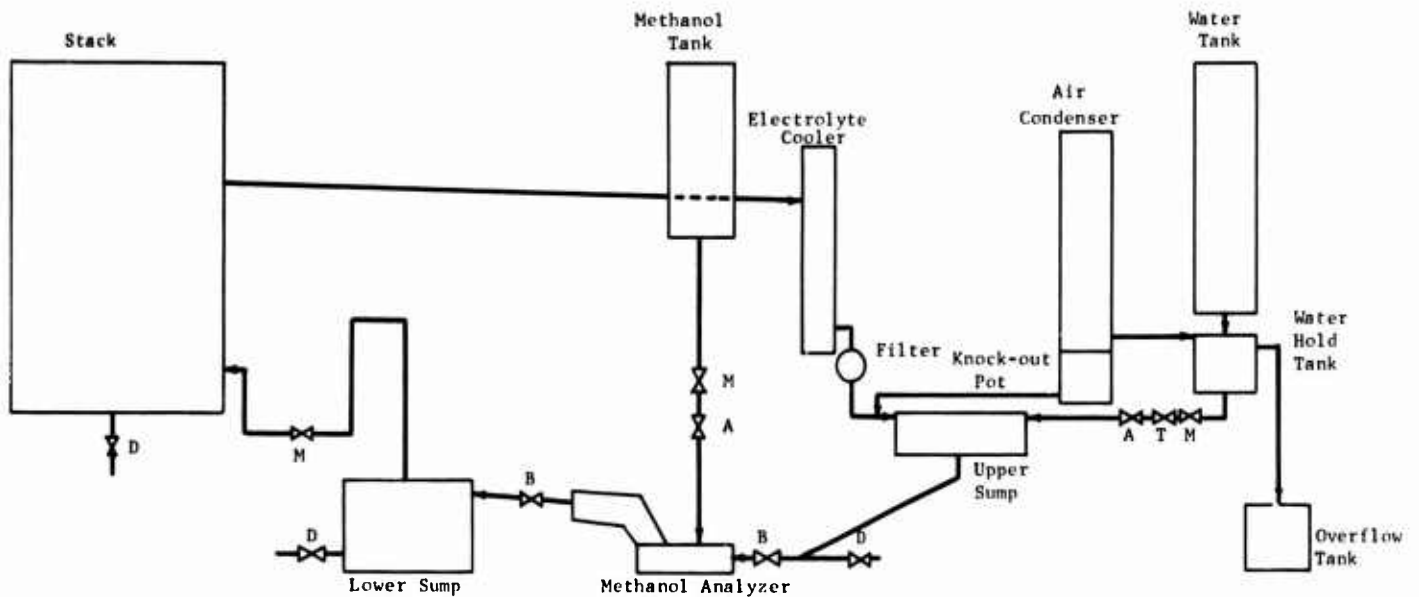 Stack
Methanol
Tank
Water
Tank
Air
Condenser
Electrolyte
Cooler
Filter
Knock-out
Pot
Water
Hold
Tank
M
A
A T M
D
M
B
Upper
Sump
B
D
D
Overflow
Tank
Lower Sump
Methanol Analyzer